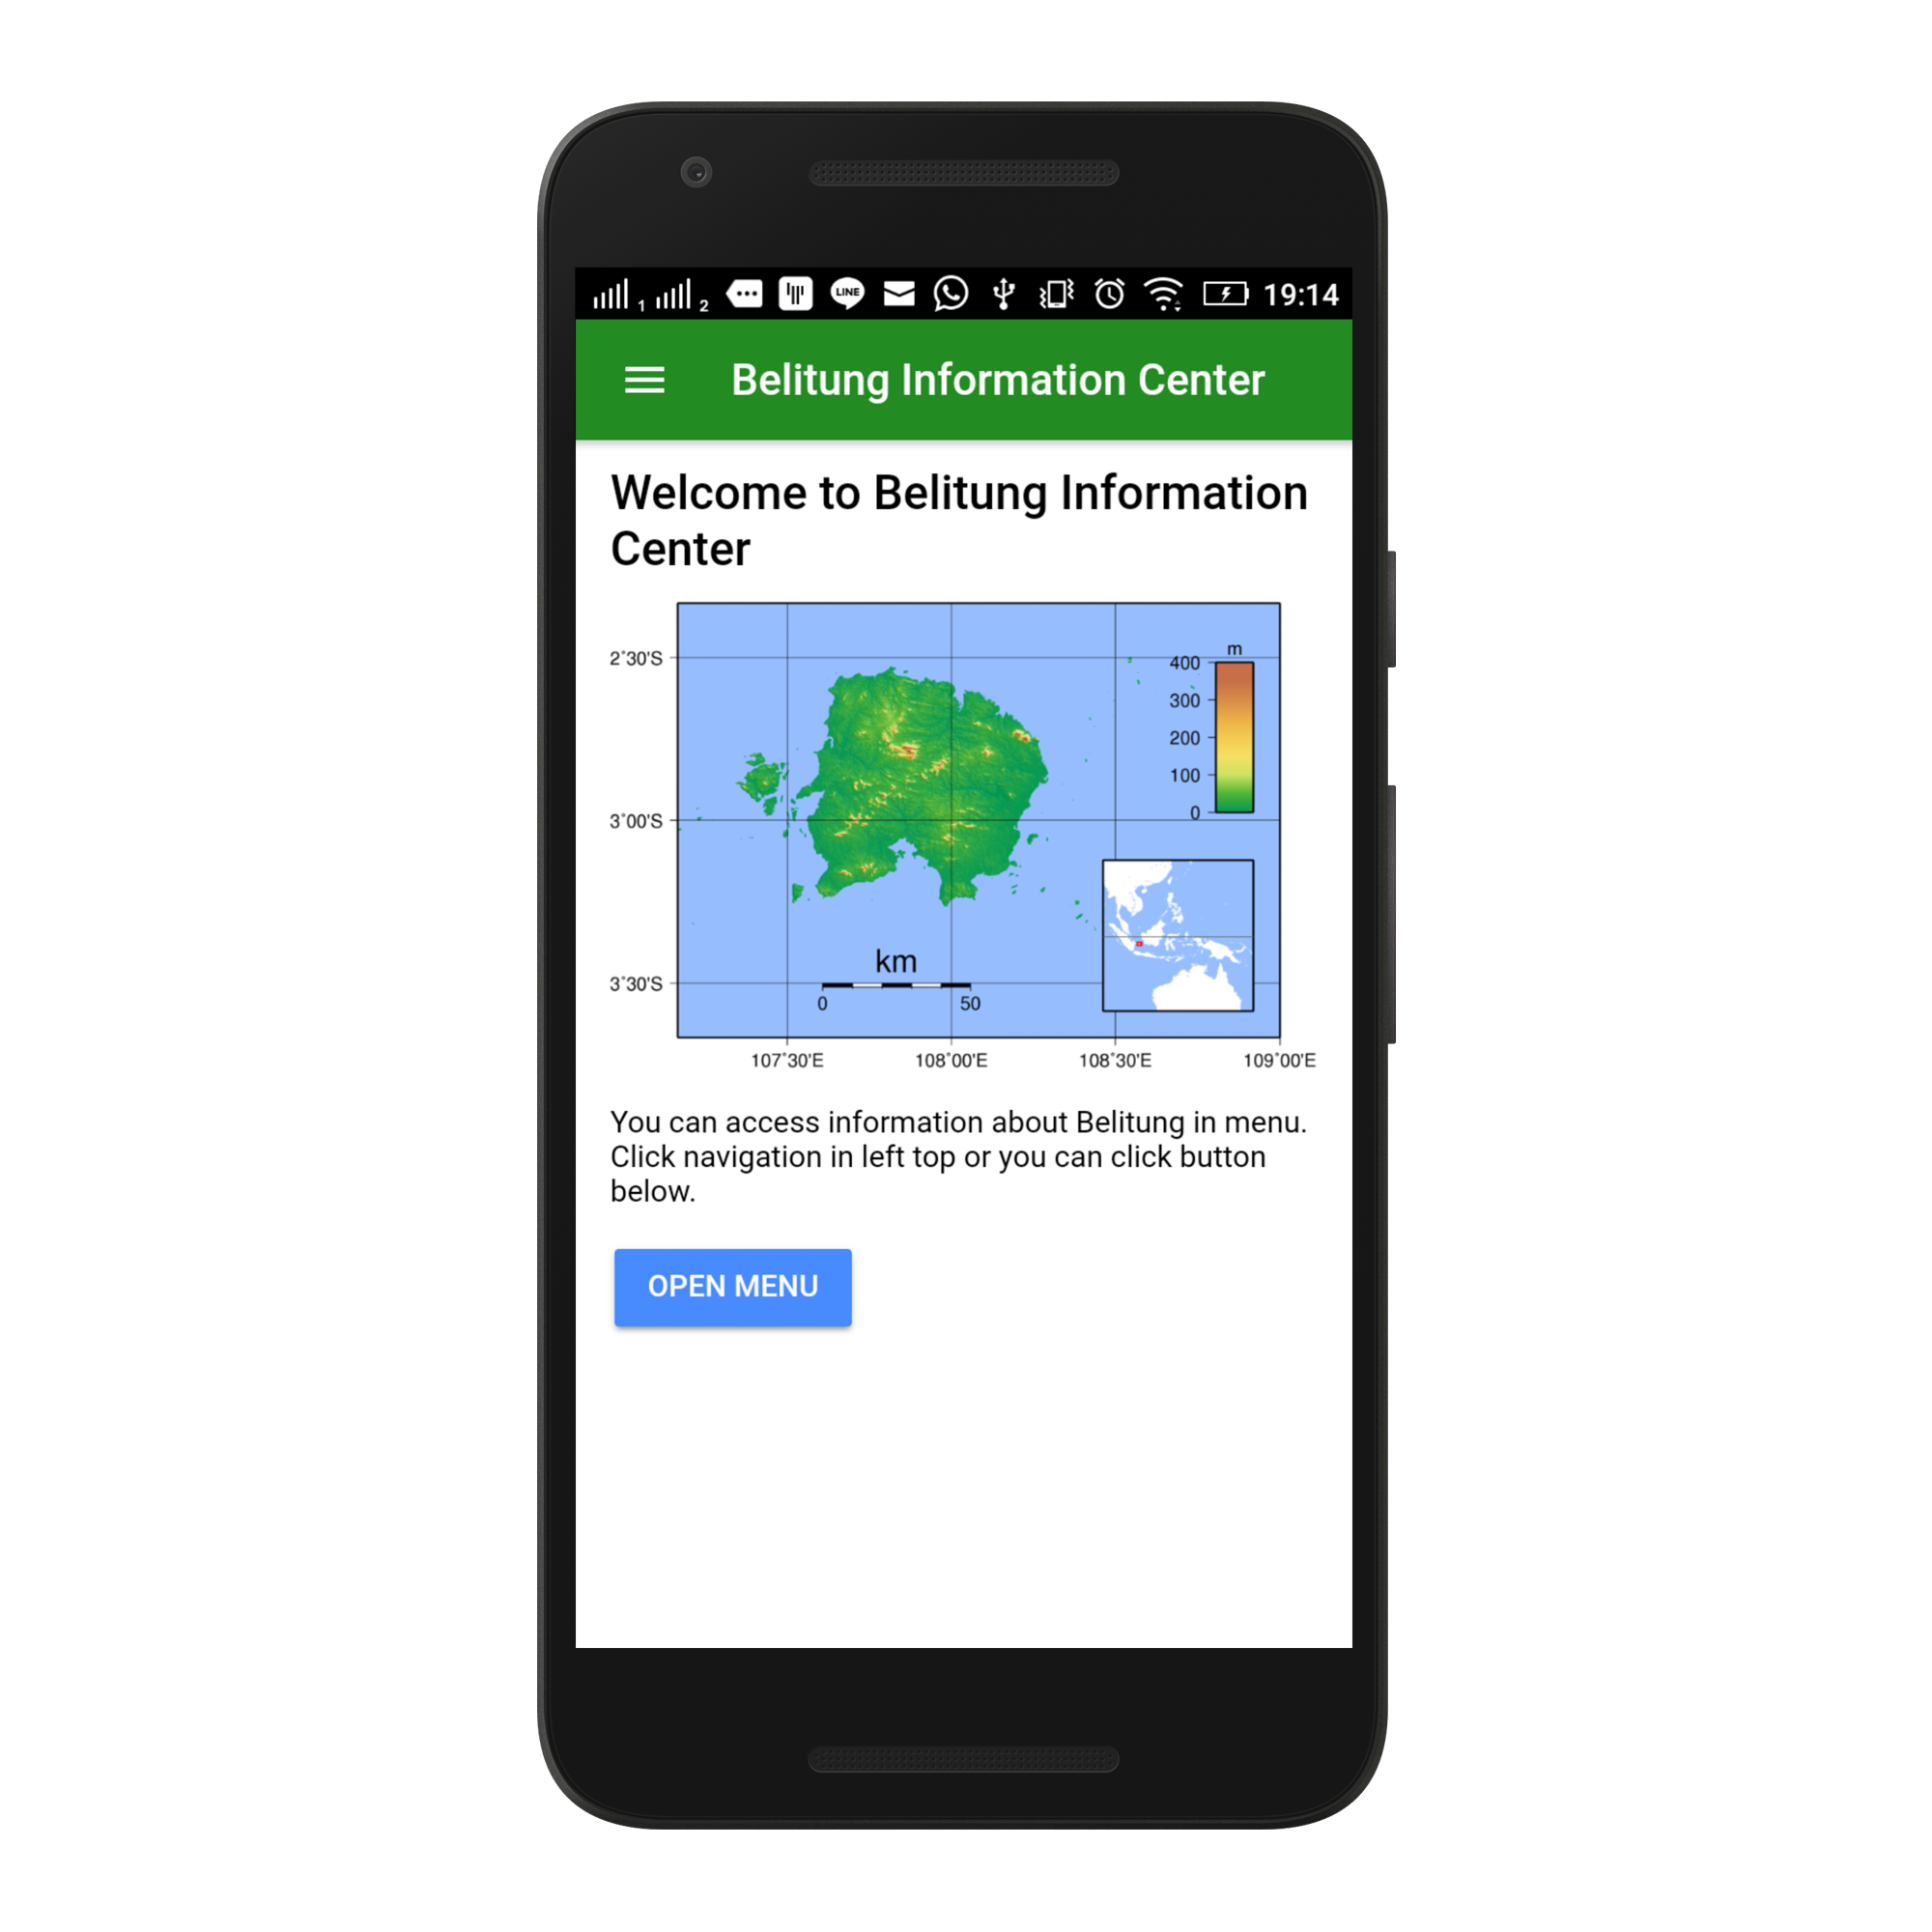 1 2 LINE 19:14
Belitung Information Center
Welcome to Belitung Information
Center
m
2°30'S
400
300
200
100
3°00'S
0
km
3°30'S
0 50
107°30'E 108°00'E 108°30'E 109°00'E
You can access information about Belitung in menu.
Click navigation in left top or you can click button
below.
OPEN MENU